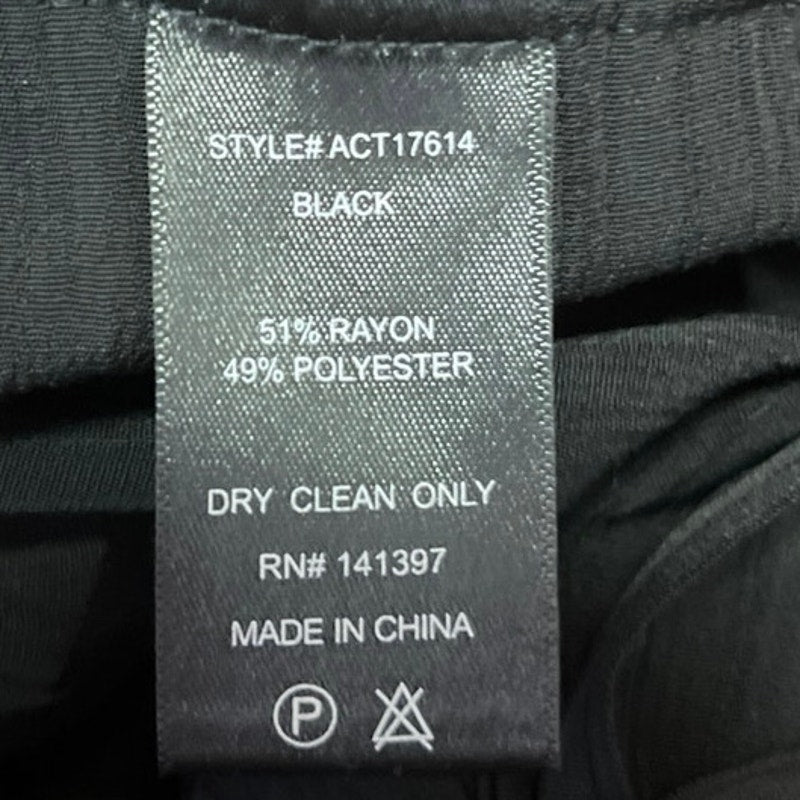 STYLE# ACT17614
BLACK
51% RAYON
49% POLYESTER
DRY CLEAN ONLY
RN# 141397
MADE IN CHINA
P